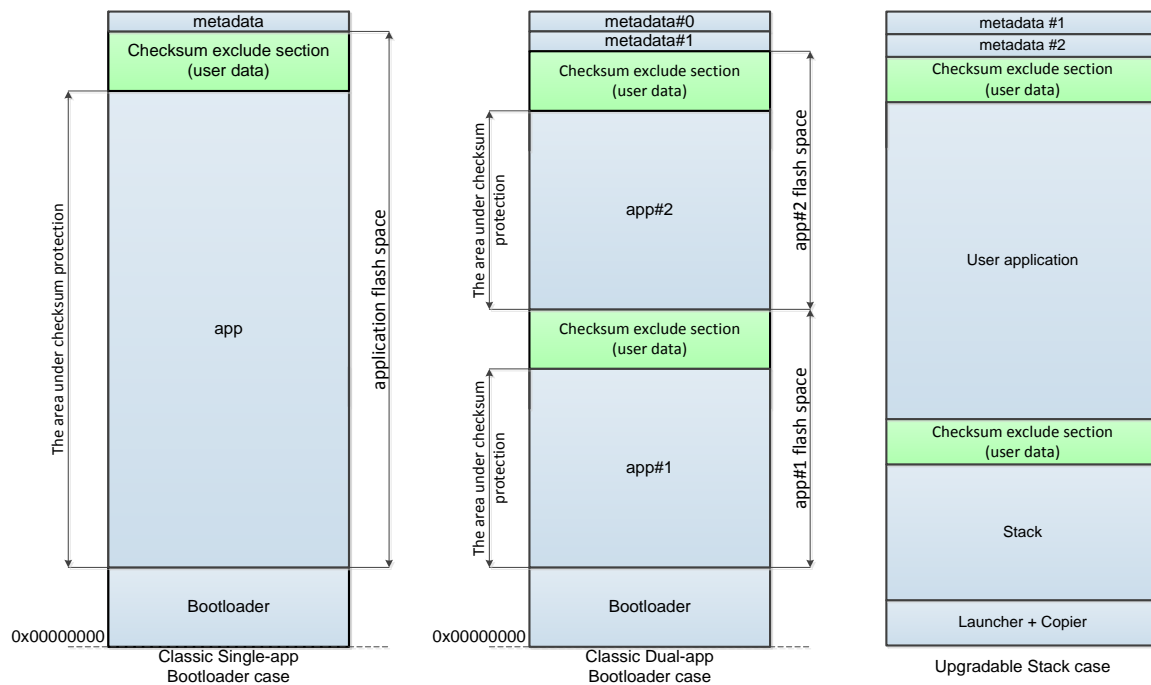 metadata
Checksum exclude section
(user data)
The area under checksum protection
app
application flash space
Bootloader
0x00000000
Classic Single-app
Bootloader case
metadata#0
metadata#1
Checksum exclude section
(user data)
The area under checksum
protection
app#2
app#2 flash space
Checksum exclude section
(user data)
The area under checksum
protection
app#1
app#1 flash space
Bootloader
0x00000000
Classic Dual-app
Bootloader case
metadata #1
metadata #2
Checksum exclude section
(user data)
User application
Checksum exclude section
(user data)
Stack
Launcher + Copier
Upgradable Stack case